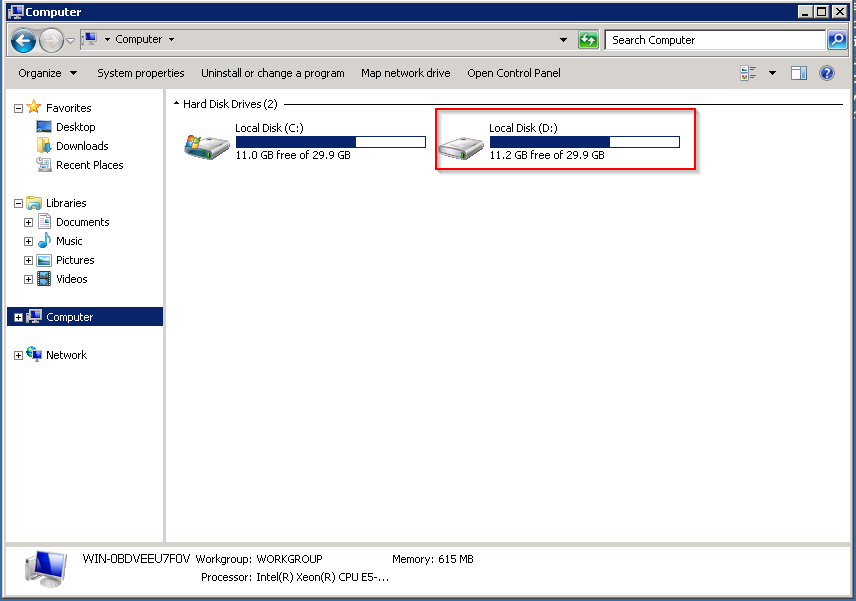 Computer
Computer
Search Computer
Organize System properties Uninstall or change a program Map network drive Open Control Panel
Favorites
Desktop
Downloads
Recent Places
Libraries
Documents
Music
Pictures
Videos
Computer
Network
Hard Disk Drives (2)
Local Disk (C:)
11.0 GB free of 29.9 GB
Local Disk (D:)
11.2 GB free of 29.9 GB
WIN-0BDVEEU7F0V Workgroup: WORKGROUP Memory: 615 MB
Processor: Intel(R) Xeon(R) CPU E5-...